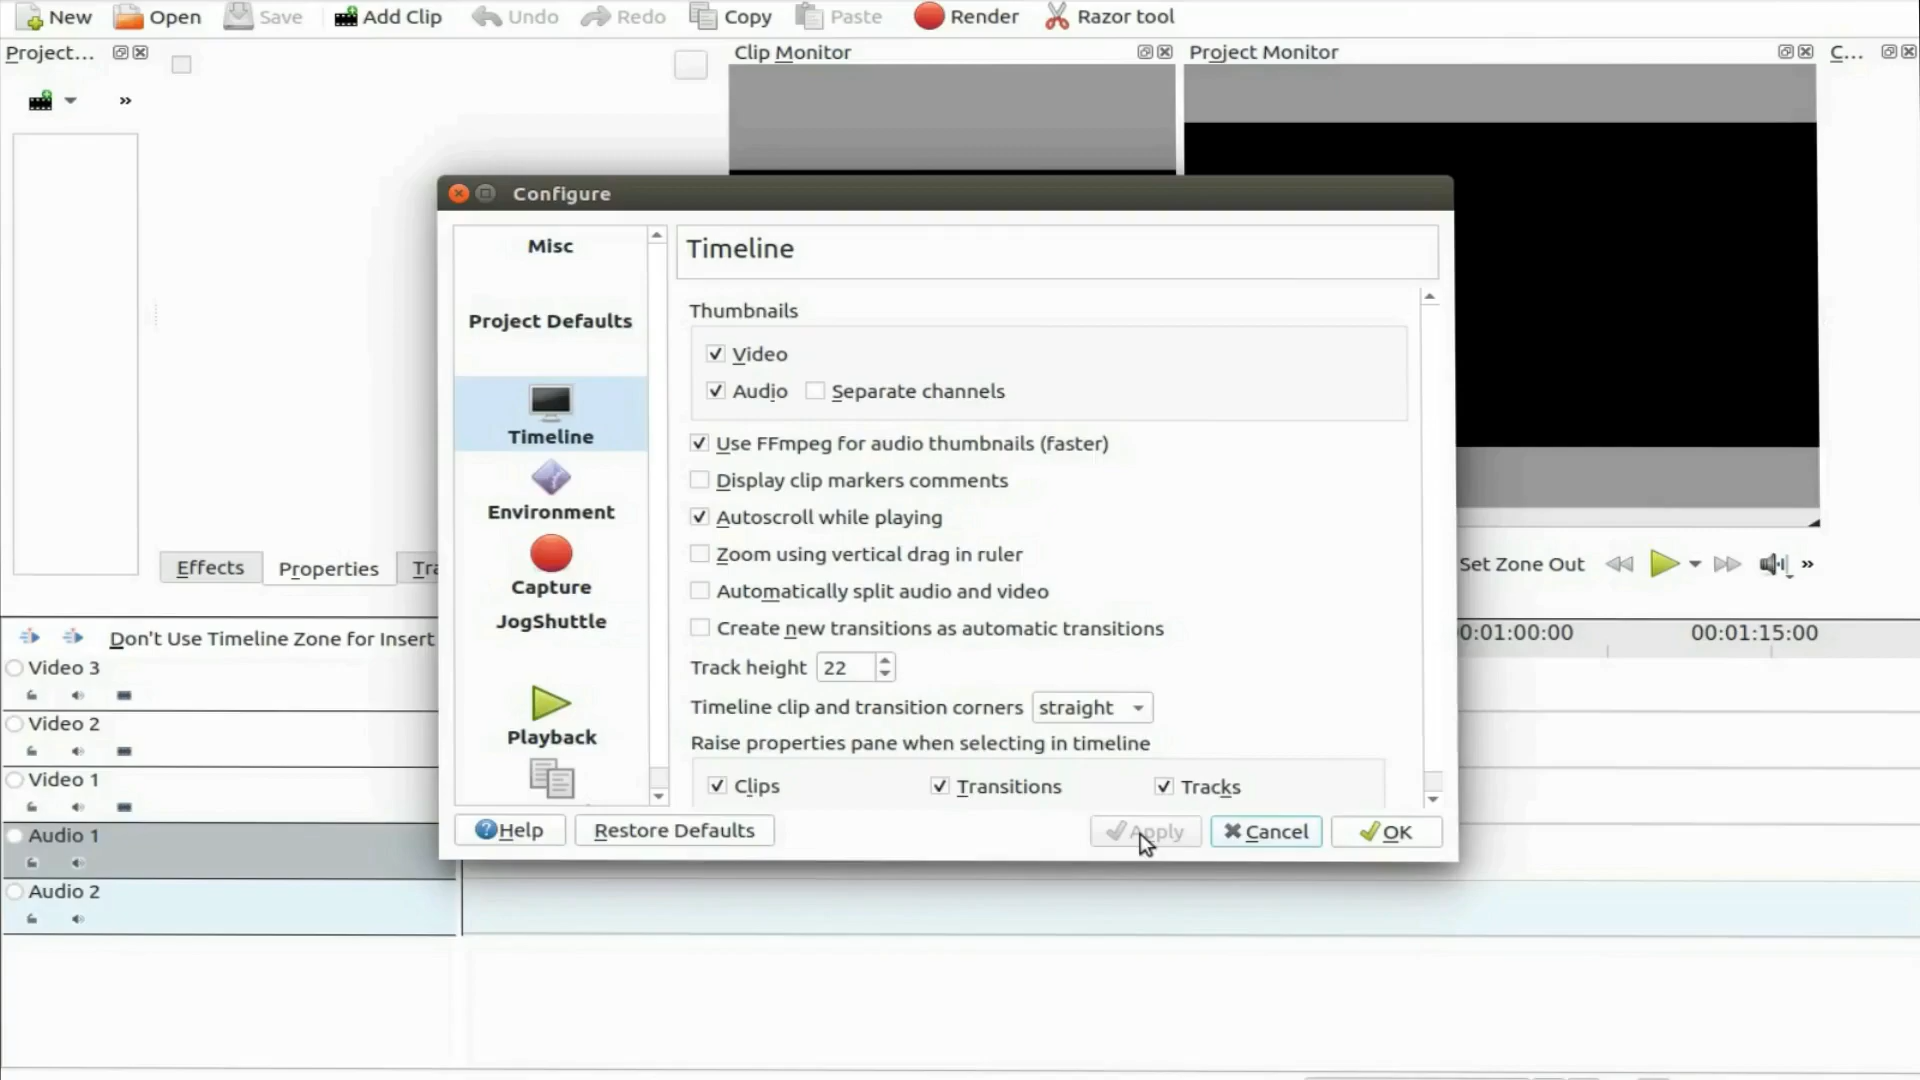 New Open Save Add Clip Undo Redo Copy Paste Render Razor tool
Project... Clip Monitor Project Monitor C...
»
Configure
Misc
Project Defaults
Timeline
Environment
Capture
JogShuttle
Playback
Timeline
Thumbnails
Video
Audio Separate channels
Use FFmpeg for audio thumbnails (faster)
Display clip markers comments
Autoscroll while playing
Zoom using vertical drag in ruler
Automatically split audio and video
Create new transitions as automatic transitions
Track height 22
Timeline clip and transition corners straight
Raise properties pane when selecting in timeline
Clips Transitions Tracks
Help Restore Defaults Apply Cancel OK
Effects Properties Tra
Set Zone Out »
Don't Use Timeline Zone for Insert
0:01:00:00 00:01:15:00
Video 3
Video 2
Video 1
Audio 1
Audio 2